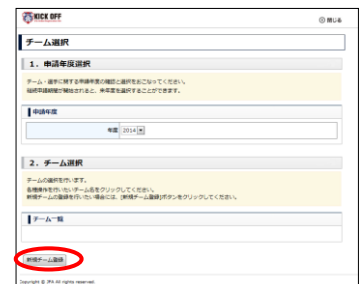 KICK OFF
閉じる
チーム選択
1. 申請年度選択
チーム・選手に関する申請年度の確認と選択をおこなってください。
継続申請期間が開始されると、来年度を選択することができます。
申請年度
年度 2014
2. チーム選択
チームの選択を行います。
各種操作を行いたいチーム名をクリックしてください。
新規チームの登録を行いたい場合には、[新規チーム登録]ボタンをクリックしてください。
チーム一覧
新規チーム登録
Copyright © JFA All rights reserved.